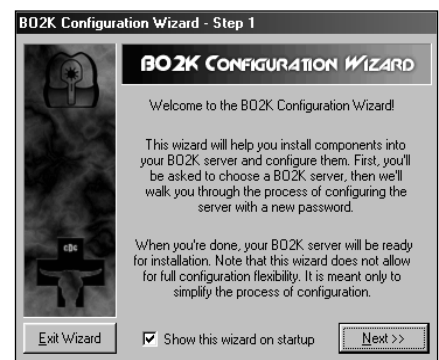 BO2K Configuration Wizard - Step 1
BO2K CONFIGURATION WIZARD
Welcome to the BO2K Configuration Wizard!
This wizard will help you install components into
your BO2K server and configure them. First, you'll
be asked to choose a BO2K server, then we'll
walk you through the process of configuring the
server with a new password.
When you're done, your BO2K server will be ready
for installation. Note that this wizard does not allow
for full configuration flexibility. It is meant only to
simplify the process of configuration.
cDc
Exit Wizard
Show this wizard on startup
Next >>